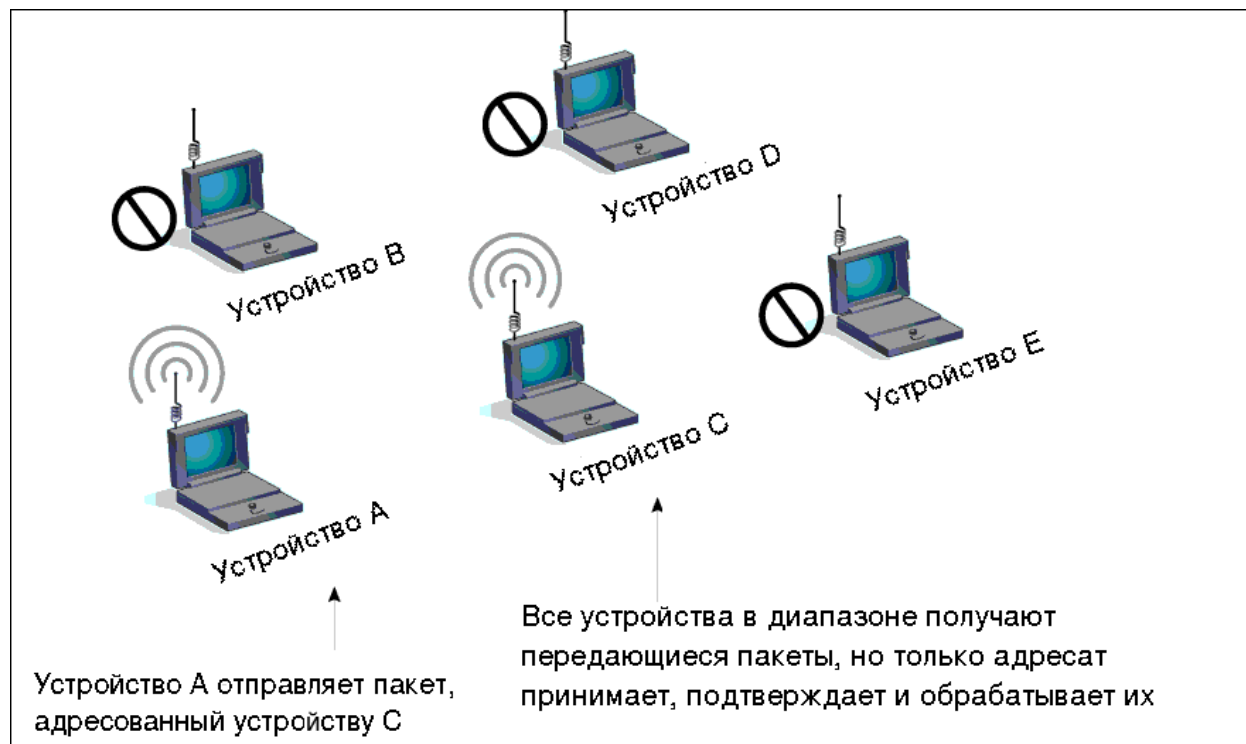 Устройство D
Устройство B
Устройство E
Устройство C
Устройство A
Все устройства в диапазоне получают
передающиеся пакеты, но только адресат
принимает, подтверждает и обрабатывает их
Устройство А отправляет пакет,
адресованный устройству С